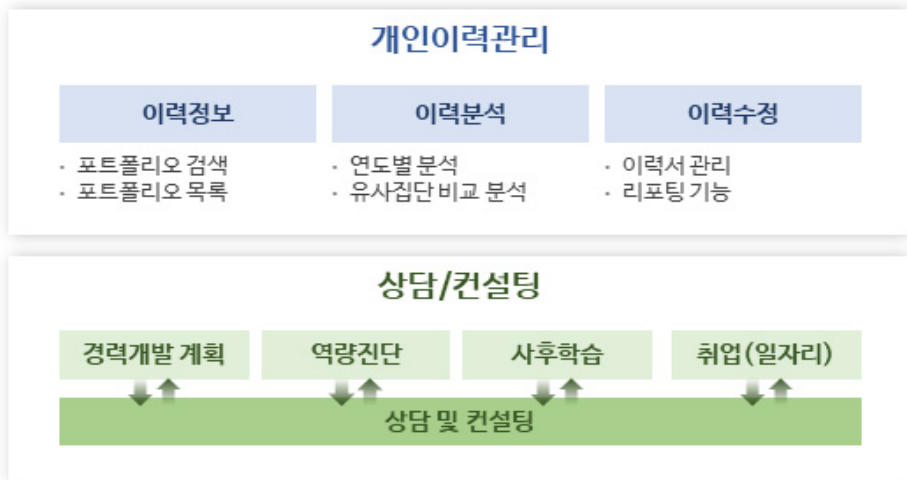 개인이력관리
이력정보
이력분석
이력수정
· 포트폴리오 검색
· 포트폴리오 목록
· 연도별 분석
· 유사집단 비교 분석
· 이력서 관리
· 리포팅 기능
상담/컨설팅
경력개발 계획
역량진단
사후학습
취업(일자리)
상담 및 컨설팅